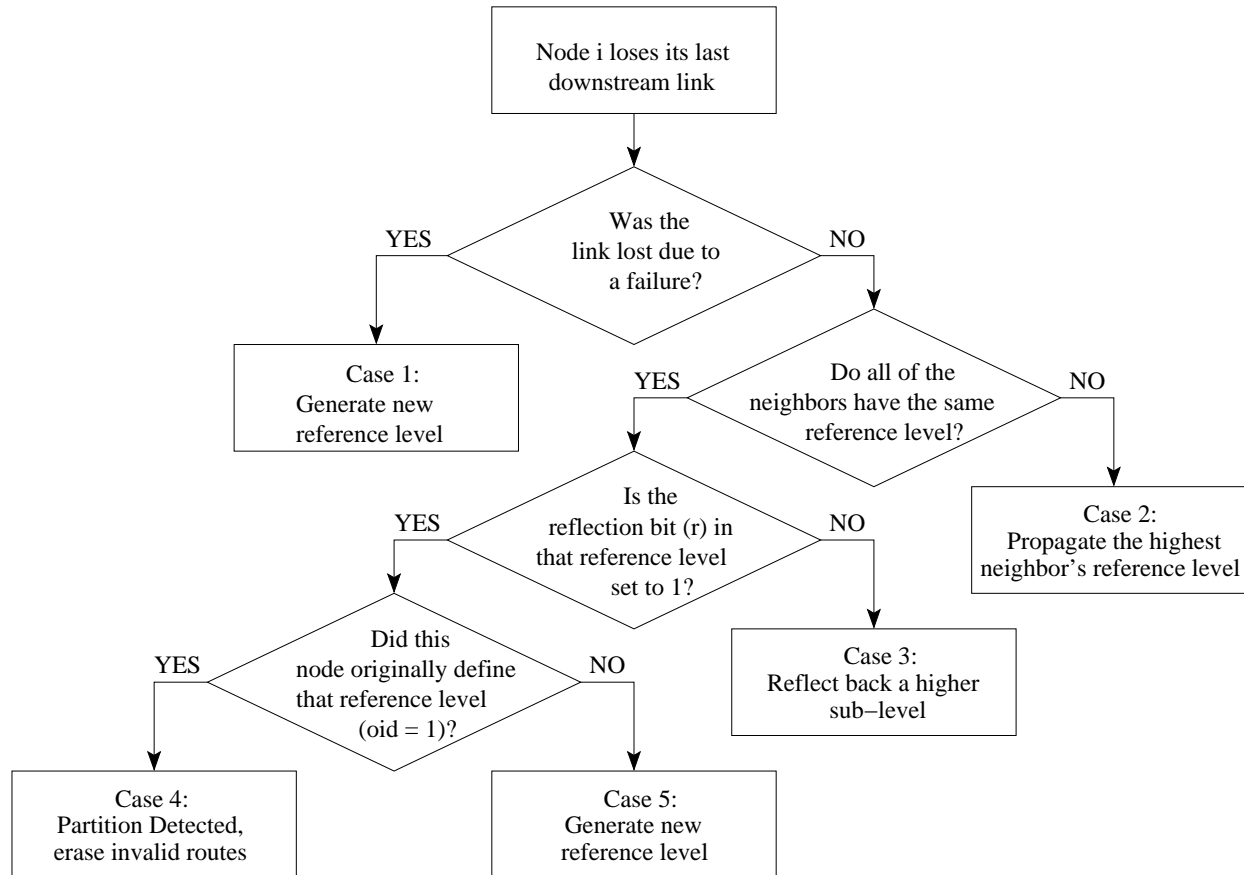 Node i loses its last
downstream link
Was the
link lost due to
a failure?
YES
NO
Case 1:
Generate new
reference level
Do all of the
neighbors have the same
reference level?
YES
NO
Is the
reflection bit (r) in
that reference level
set to 1?
YES
NO
Case 2:
Propagate the highest
neighbor's reference level
Did this
node originally define
that reference level
(oid = 1)?
YES
NO
Case 3:
Reflect back a higher
sub−level
Case 4:
Partition Detected,
erase invalid routes
Case 5:
Generate new
reference level